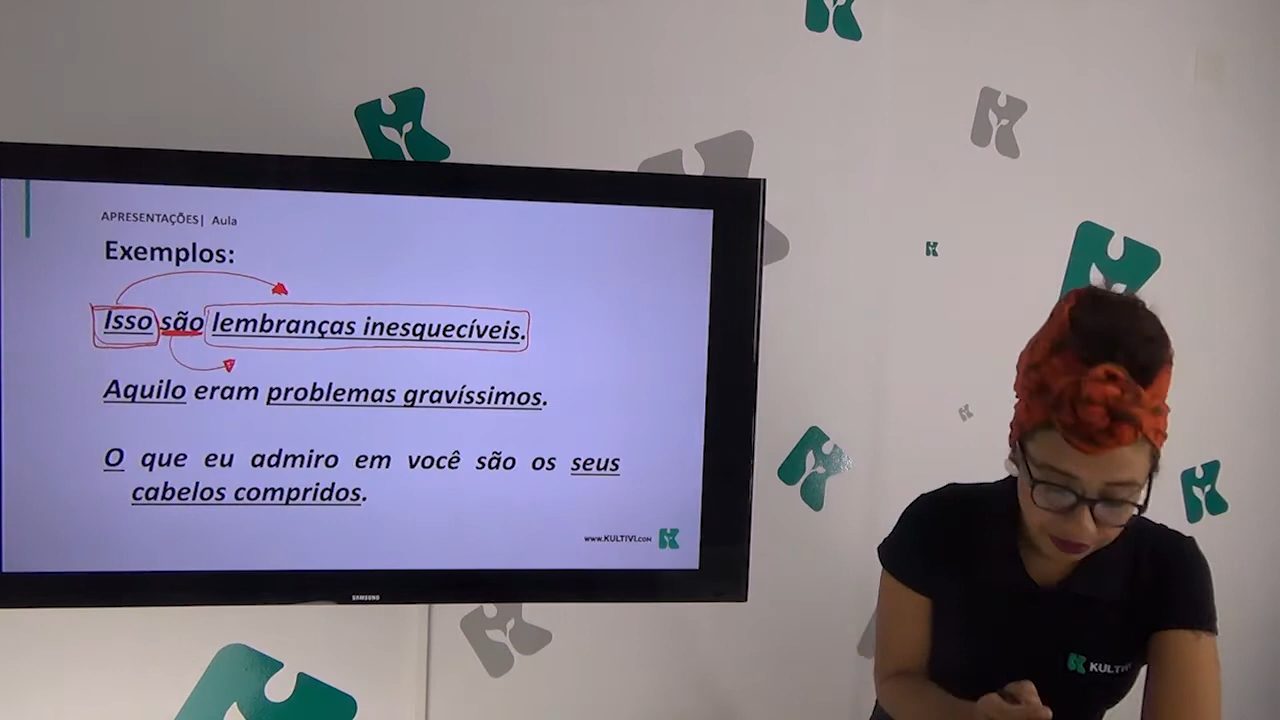 APRESENTAÇÕES| Aula
Exemplos:
Isso são lembranças inesquecíveis.
Aquilo eram problemas gravíssimos.
O que eu admiro em você são os seus
cabelos compridos.
www.KULTIVI.com
SAMSUNG
KULTIVI